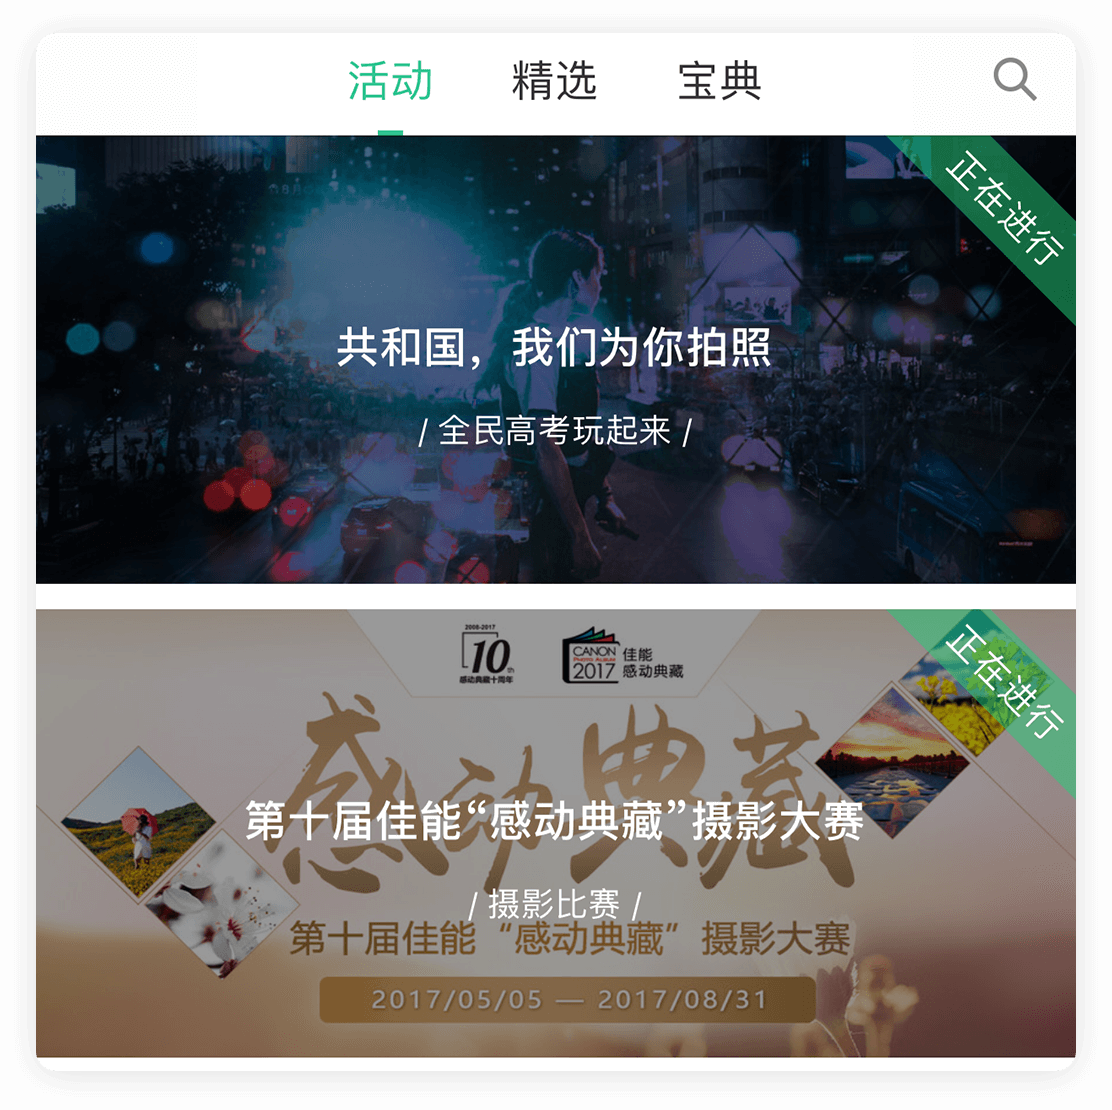 活动 精选 宝典
正在进行
共和国，我们为你拍照
/ 全民高考玩起来 /
正在进行
2008-2017
10th
感动典藏十周年
CANON
PHOTO ALBUM
2017
佳能
感动典藏
感动典藏
第十届佳能“感动典藏”摄影大赛
/ 摄影比赛 /
第十届佳能“感动典藏”摄影大赛
2017/05/05 — 2017/08/31